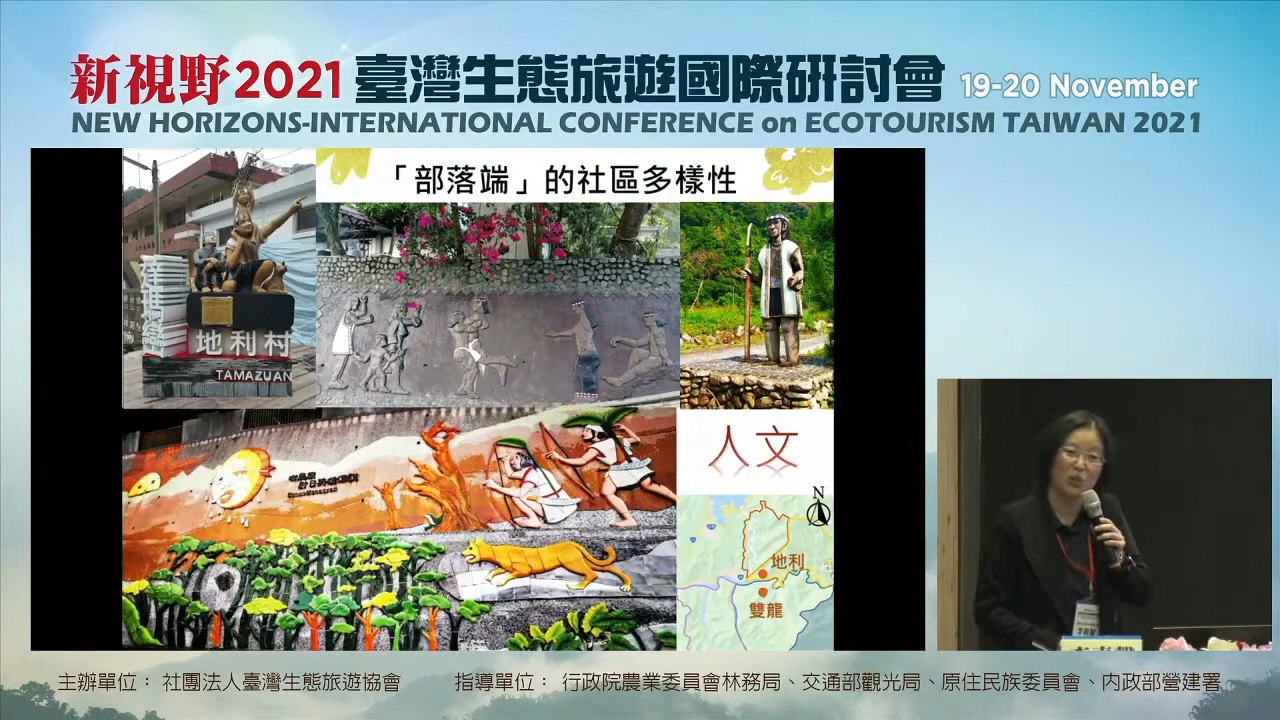 新視野2021 臺灣生態旅遊國際研討會 19-20 November
NEW HORIZONS-INTERNATIONAL CONFERENCE on ECOTOURISM TAIWAN 2021
「部落端」的社區多樣性
地利村
TAMAZUAN
人文
N
地利
雙龍
主辦單位： 社團法人臺灣生態旅遊協會 指導單位： 行政院農業委員會林務局、交通部觀光局、原住民族委員會、內政部營建署